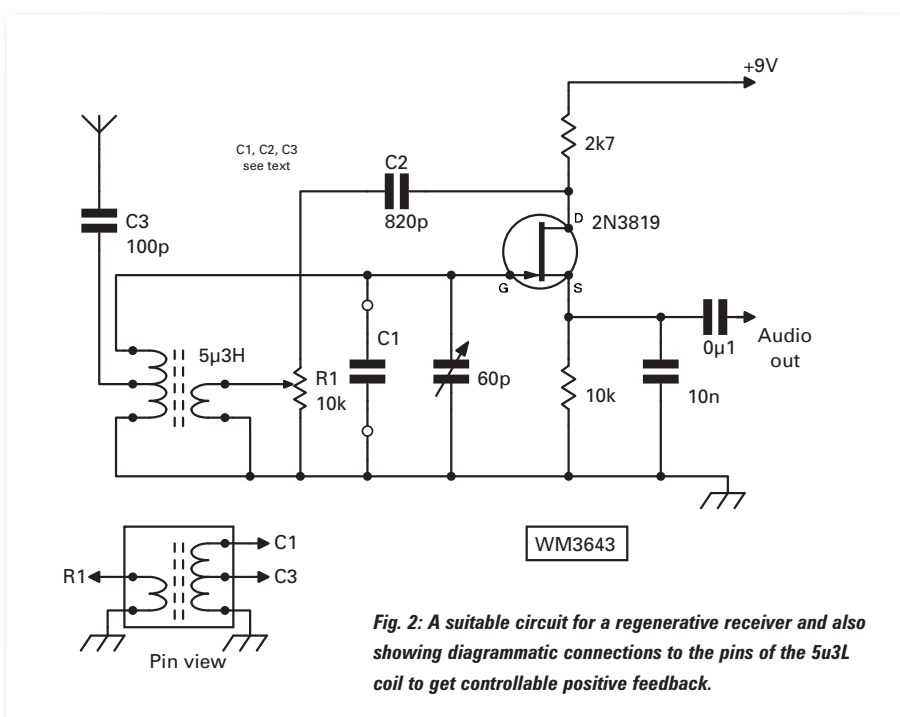 +9V
2k7
C1, C2, C3
see text
C2
820p
D
2N3819
C3
100p
G
S
5µ3H
C1
R1
10k
60p
10k
0µ1
Audio
out
10n
WM3643
C1
R1
C3
Pin view
Fig. 2: A suitable circuit for a regenerative receiver and also
showing diagrammatic connections to the pins of the 5u3L
coil to get controllable positive feedback.